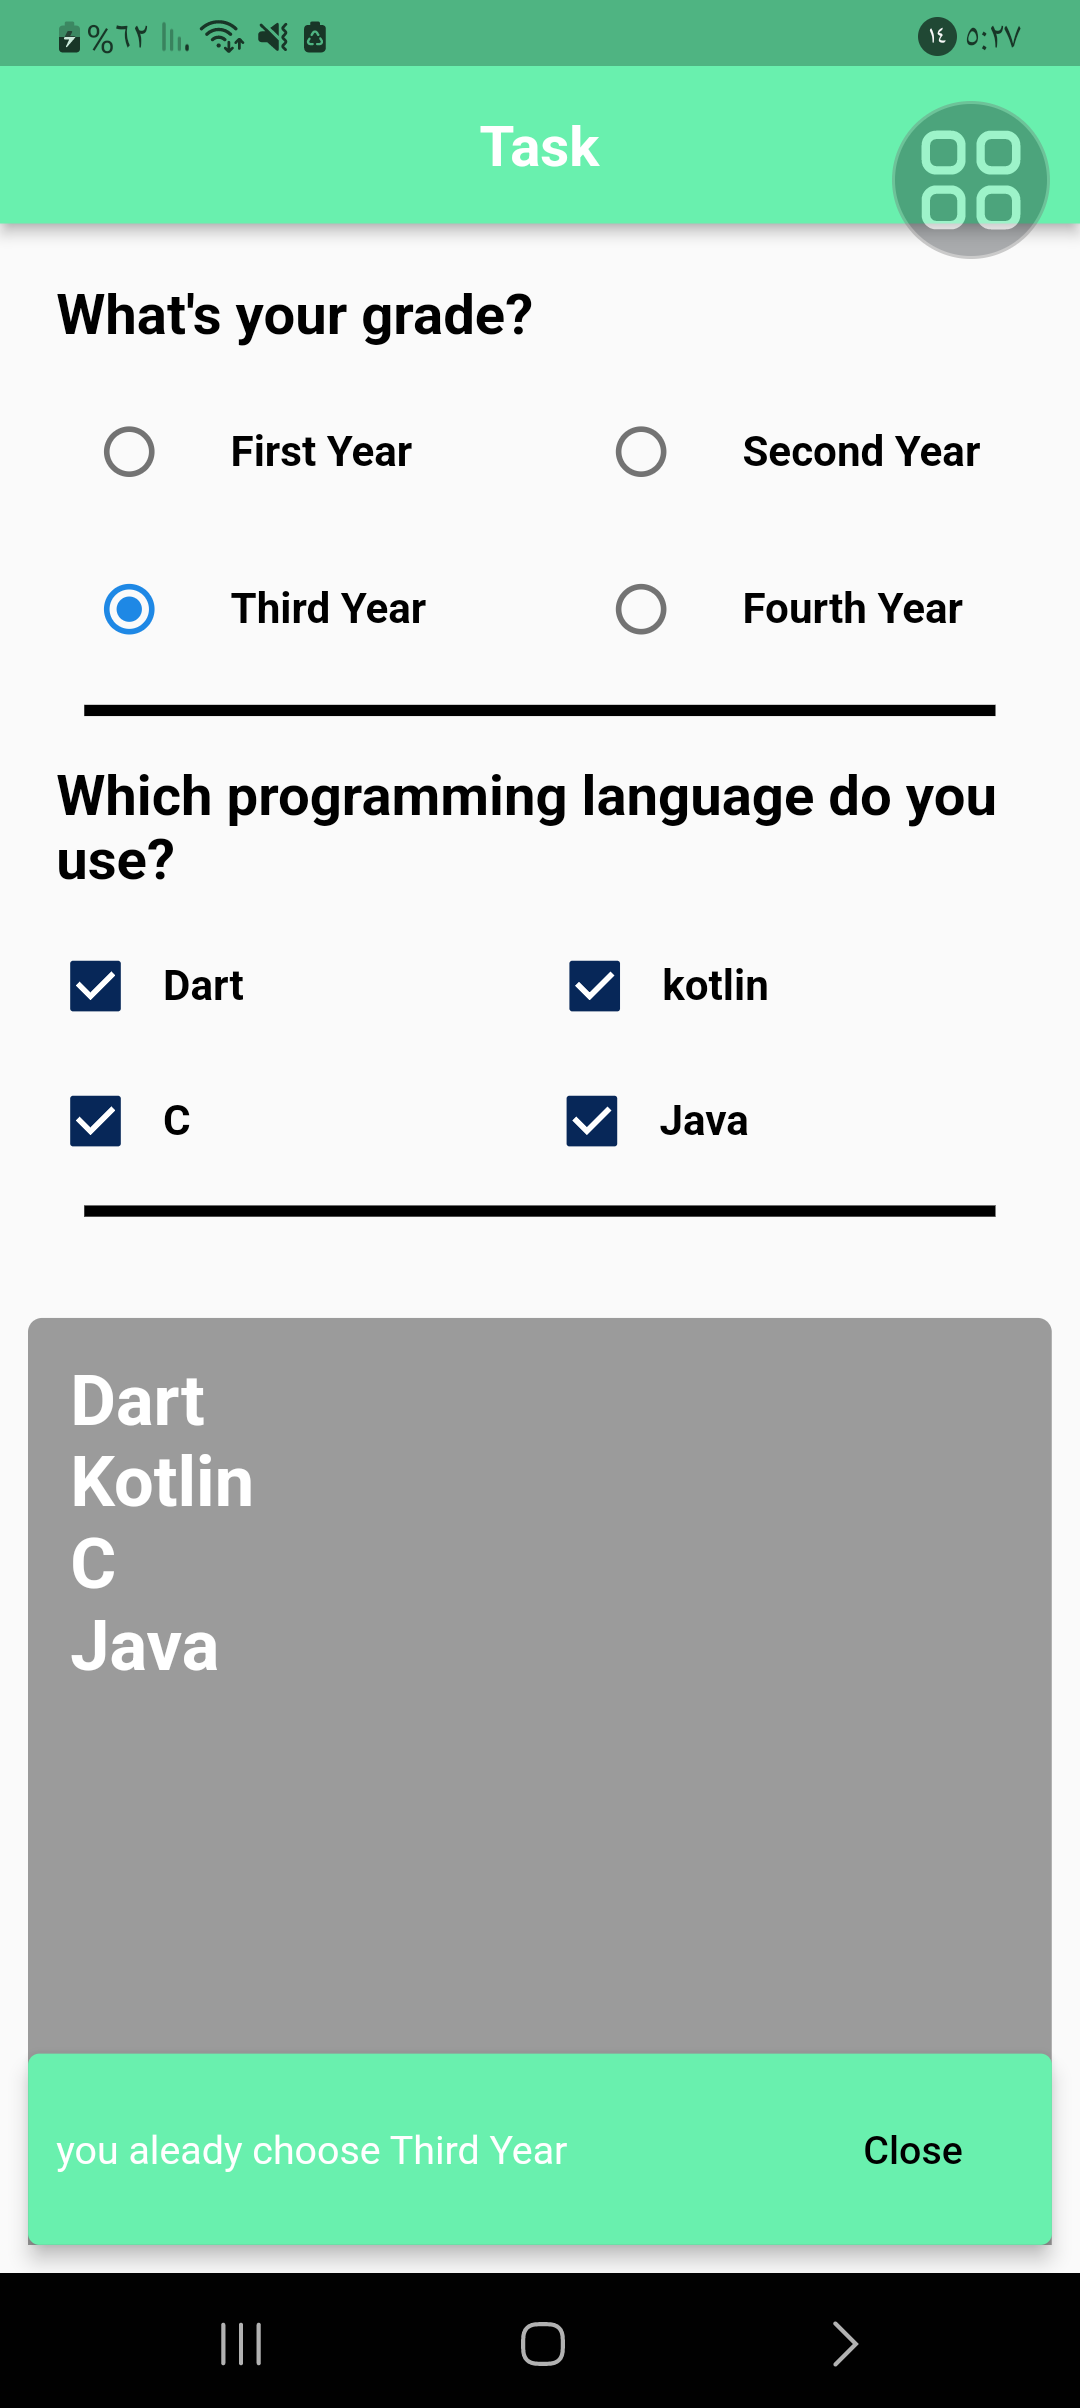 %٦٢
١٤ ٥:٢٧
Task
What's your grade?
First Year
Second Year
Third Year
Fourth Year
Which programming language do you
use?
Dart
kotlin
C
Java
Dart
Kotlin
C
Java
you aleady choose Third Year
Close